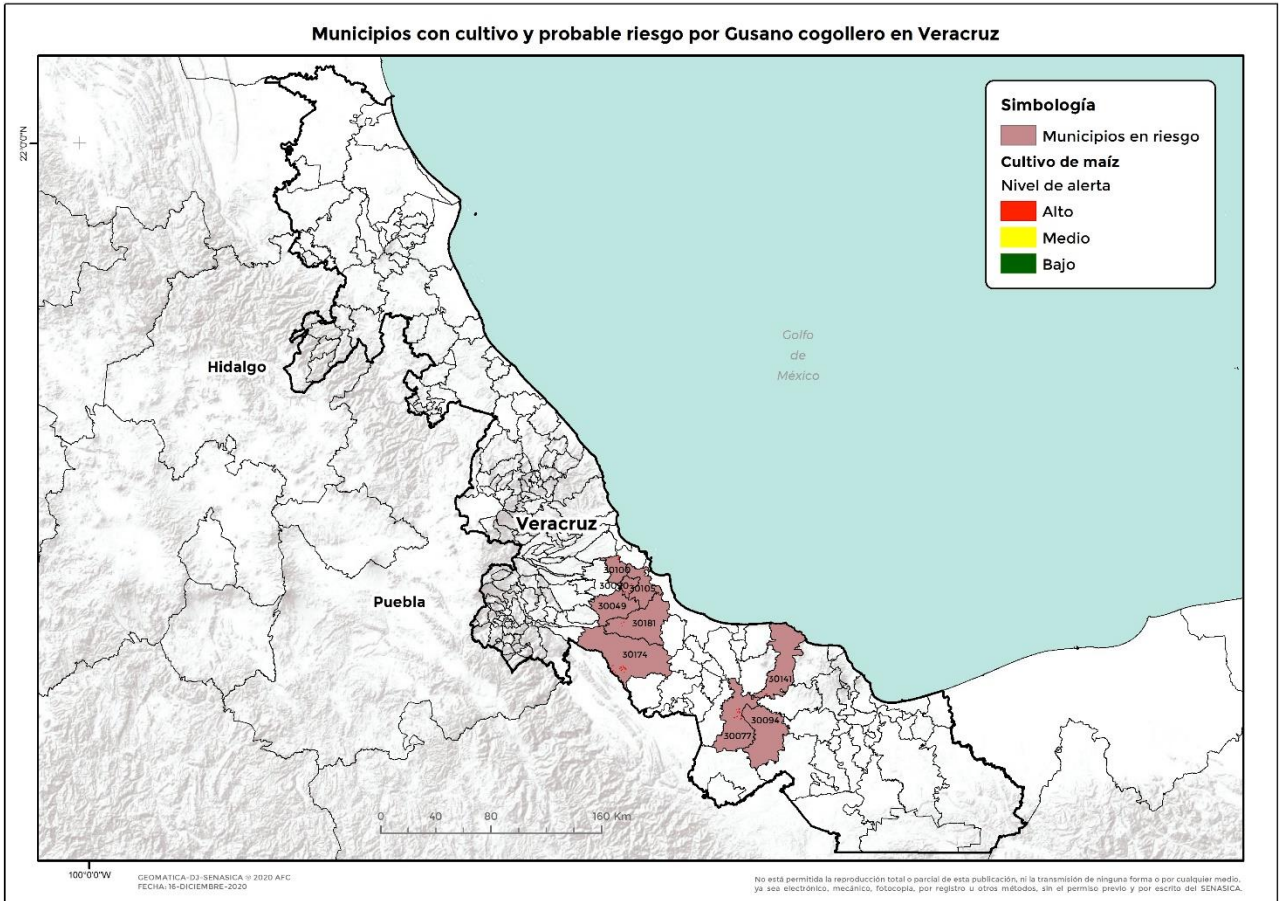 Municipios con cultivo y probable riesgo por Gusano cogollero en Veracruz
22°0'0"N
Simbología
Municipios en riesgo
Cultivo de maíz
Nivel de alerta
Alto
Medio
Bajo
Golfo
de
México
Hidalgo
Veracruz
Puebla
30100
30105
30049
30181
30174
30141
30094
30077
0 40 80 160 Km
100°0'0"W
GEOMATICA-DJ-SENASICA © 2020 AFC
FECHA: 16-DICIEMBRE-2020
No está permitida la reproducción total o parcial de esta publicación, ni la transmisión de ninguna forma o por cualquier medio,
ya sea electrónico, mecánico, fotocopia, por registro u otros métodos, sin el permiso previo y por escrito del SENASICA.